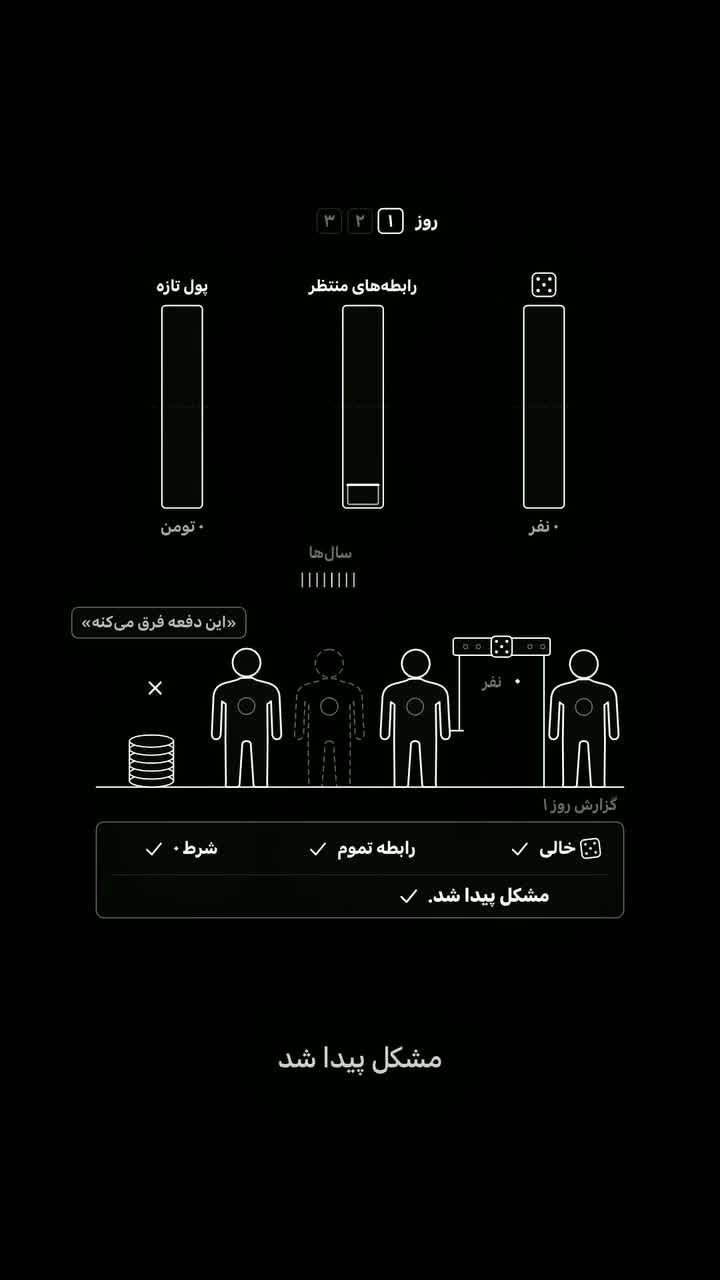 روز ۱ ۲ ۳
رابطه‌های منتظر
پول تازه
۰ نفر
۰ تومن
سال‌ها
«این دفعه فرق می‌کنه»
۰ نفر
گزارش روز ۱
خالی ✓ رابطه تموم ✓ شرط ۰ ✓
مشکل پیدا شد. ✓
مشکل پیدا شد